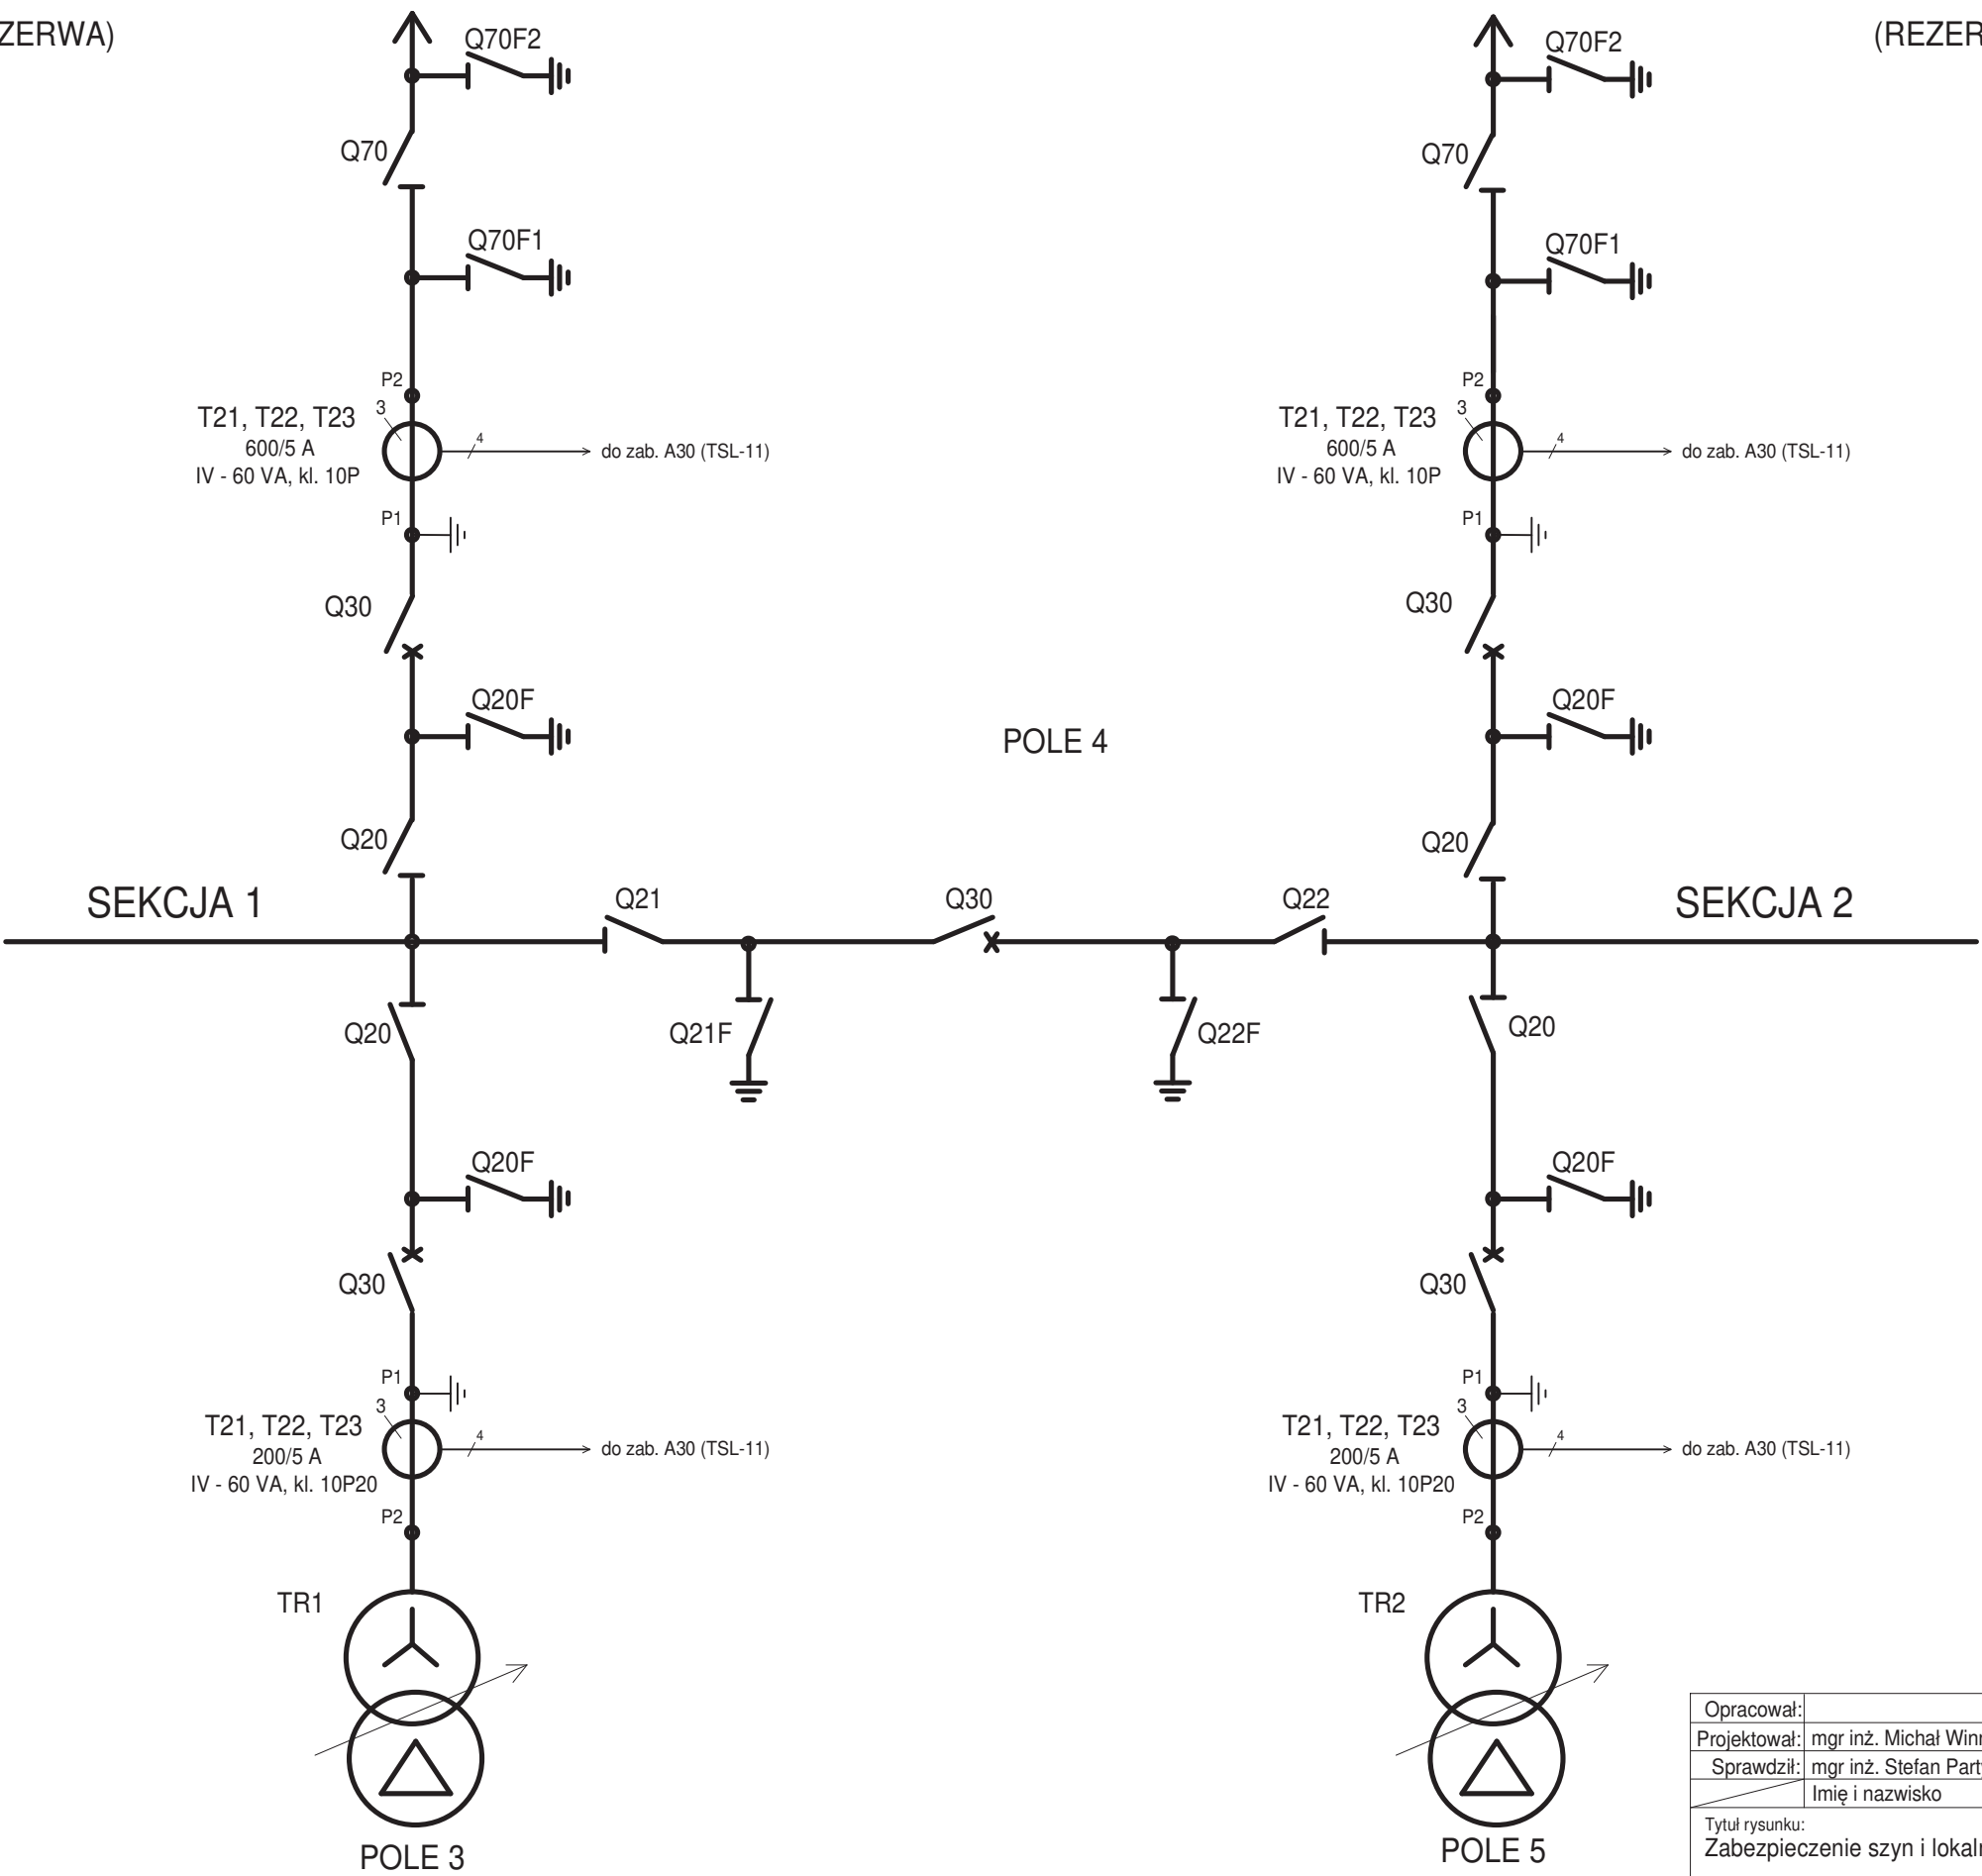 ZERWA)
(REZER
Q70F2
Q70F2
Q70
Q70
Q70F1
Q70F1
P2
3
T21, T22, T23
600/5 A
IV - 60 VA, kl. 10P
4
do zab. A30 (TSL-11)
P1
P2
3
T21, T22, T23
600/5 A
IV - 60 VA, kl. 10P
4
do zab. A30 (TSL-11)
P1
Q30
Q30
Q20F
Q20F
POLE 4
Q20
Q20
SEKCJA 1
Q21
Q30
Q22
SEKCJA 2
Q20
Q21F
Q22F
Q20
Q20F
Q20F
Q30
Q30
P1
3
T21, T22, T23
200/5 A
IV - 60 VA, kl. 10P20
4
do zab. A30 (TSL-11)
P2
P1
3
T21, T22, T23
200/5 A
IV - 60 VA, kl. 10P20
4
do zab. A30 (TSL-11)
P2
TR1
TR2
POLE 3
POLE 5
Opracował:
Projektował: mgr inż. Michał Winn
Sprawdził: mgr inż. Stefan Party
Imię i nazwisko
Tytuł rysunku:
Zabezpieczenie szyn i lokaln